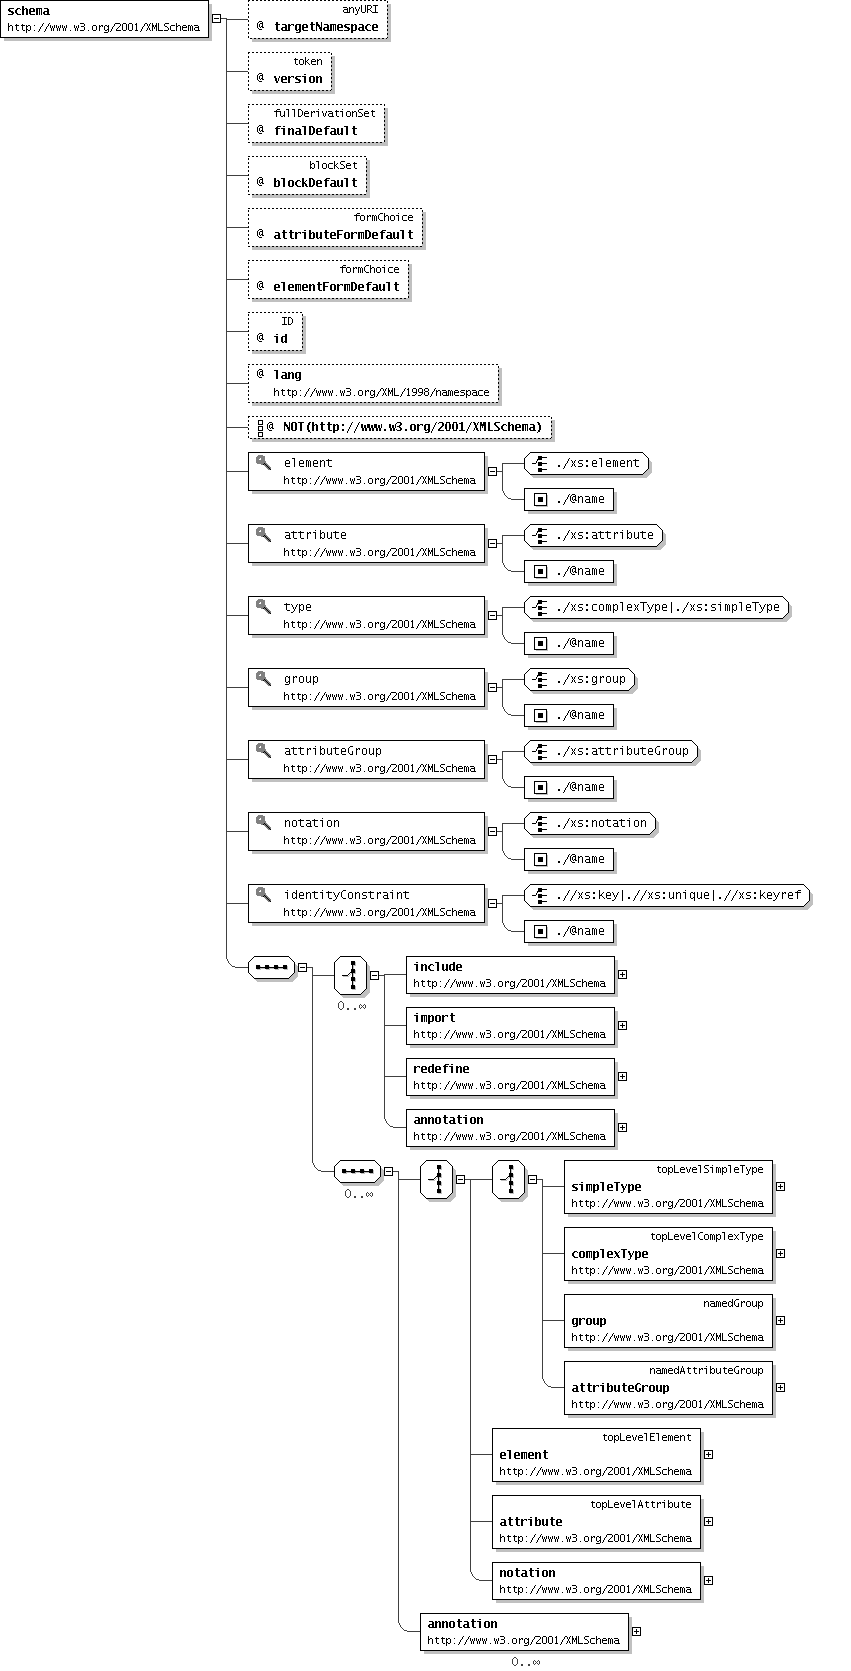 schema
http://www.w3.org/2001/XMLSchema
anyURI
@ targetNamespace
token
@ version
fullDerivationSet
@ finalDefault
blockSet
@ blockDefault
formChoice
@ attributeFormDefault
formChoice
@ elementFormDefault
ID
@ id
@ lang
http://www.w3.org/XML/1998/namespace
@ NOT(http://www.w3.org/2001/XMLSchema)
element
http://www.w3.org/2001/XMLSchema
./xs:element
./@name
attribute
http://www.w3.org/2001/XMLSchema
./xs:attribute
./@name
type
http://www.w3.org/2001/XMLSchema
./xs:complexType|./xs:simpleType
./@name
group
http://www.w3.org/2001/XMLSchema
./xs:group
./@name
attributeGroup
http://www.w3.org/2001/XMLSchema
./xs:attributeGroup
./@name
notation
http://www.w3.org/2001/XMLSchema
./xs:notation
./@name
identityConstraint
http://www.w3.org/2001/XMLSchema
.//xs:key|.//xs:unique|.//xs:keyref
./@name
0..∞
include
http://www.w3.org/2001/XMLSchema
import
http://www.w3.org/2001/XMLSchema
redefine
http://www.w3.org/2001/XMLSchema
annotation
http://www.w3.org/2001/XMLSchema
0..∞
topLevelSimpleType
simpleType
http://www.w3.org/2001/XMLSchema
topLevelComplexType
complexType
http://www.w3.org/2001/XMLSchema
namedGroup
group
http://www.w3.org/2001/XMLSchema
namedAttributeGroup
attributeGroup
http://www.w3.org/2001/XMLSchema
topLevelElement
element
http://www.w3.org/2001/XMLSchema
topLevelAttribute
attribute
http://www.w3.org/2001/XMLSchema
notation
http://www.w3.org/2001/XMLSchema
annotation
http://www.w3.org/2001/XMLSchema
0..∞